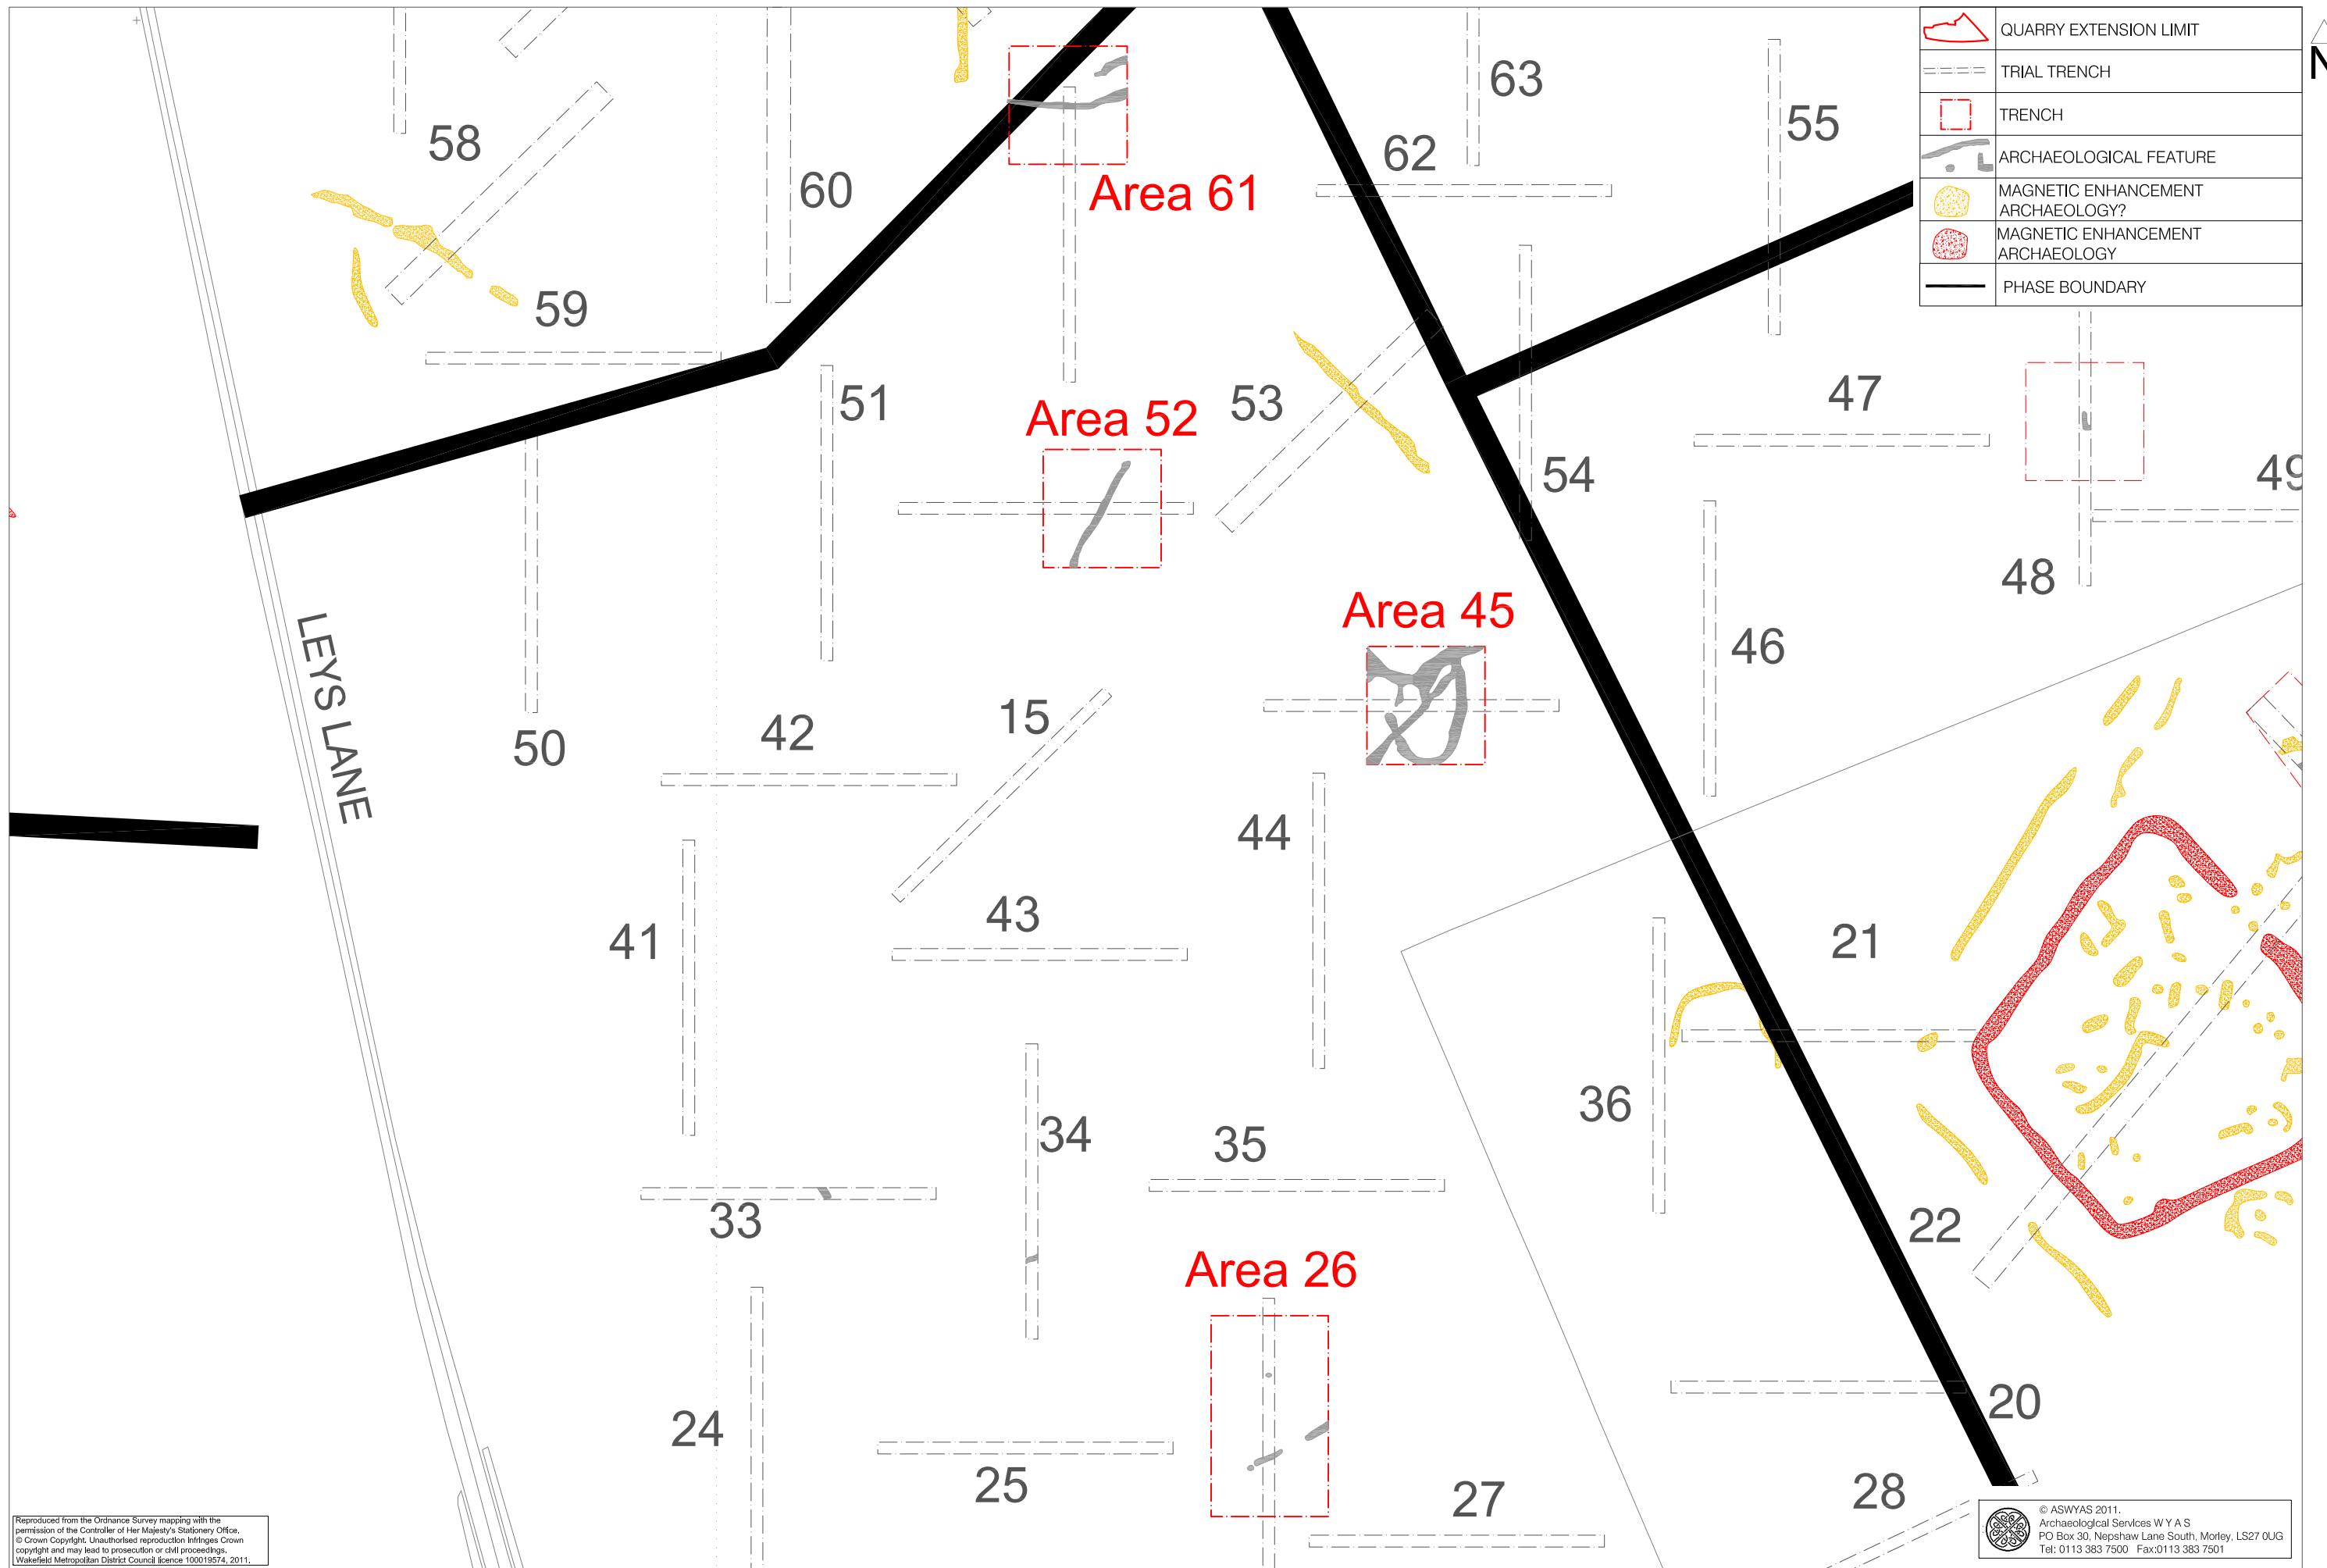 QUARRY EXTENSION LIMIT
N
TRIAL TRENCH
TRENCH
ARCHAEOLOGICAL FEATURE
MAGNETIC ENHANCEMENT
ARCHAEOLOGY?
MAGNETIC ENHANCEMENT
ARCHAEOLOGY
PHASE BOUNDARY
63
55
58
62
60
Area 61
59
51
Area 52
53
47
54
49
48
Area 45
46
LEYS LANE
50
42
15
44
43
41
21
36
34
35
33
22
Area 26
24
20
25
27
28
Reproduced from the Ordnance Survey mapping with the
permission of the Controller of Her Majesty's Stationery Office,
© Crown Copyright. Unauthorised reproduction infringes Crown
copyright and may lead to prosecution or civil proceedings.
Wakefield Metropolitan District Council licence 100019574, 2011.
© ASWYAS 2011.
Archaeological Services W Y A S
PO Box 30, Nepshaw Lane South, Morley, LS27 0UG
Tel: 0113 383 7500 Fax:0113 383 7501